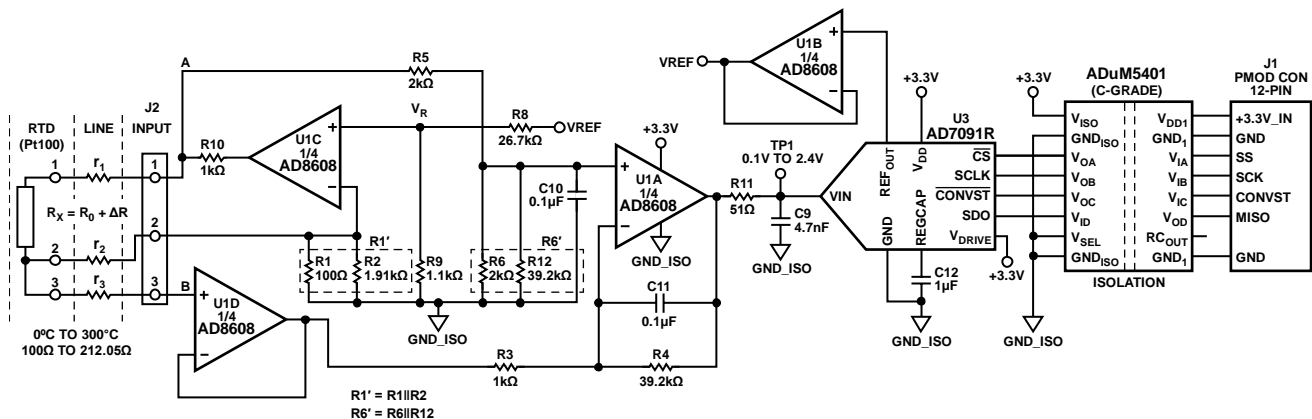 RTD
(Pt100)
LINE
J2
INPUT
1
r1
1
RX = R0 + ΔR
2
2
r2
3
r3
3
0ºC TO 300°C
100Ω TO 212.05Ω
A
B
R10
1kΩ
U1C
1/4
AD8608
+
–
U1D
1/4
AD8608
+
–
R5
2kΩ
VR
R8
26.7kΩ
VREF
R1′
R1
100Ω
R2
1.91kΩ
R9
1.1kΩ
R6′
R6
2kΩ
R12
39.2kΩ
C10
0.1µF
GND_ISO
+3.3V
U1A
1/4
AD8608
+
–
GND_ISO
C11
0.1µF
R3
1kΩ
R4
39.2kΩ
R1′ = R1||R2
R6′ = R6||R12
VREF
U1B
1/4
AD8608
+
–
TP1
0.1V TO 2.4V
R11
51Ω
C9
4.7nF
GND_ISO
+3.3V
U3
AD7091R
VIN
REFOUT
VDD
CS
SCLK
CONVST
SDO
VDRIVE
GND
REGCAP
+3.3V
C12
1µF
GND_ISO
+3.3V
ADuM5401
(C-GRADE)
VISO
GNDISO
VOA
VOB
VOC
VID
VSEL
GNDISO
VDD1
GND1
VIA
VIB
VIC
VOD
RCOUT
GND1
ISOLATION
GND_ISO
J1
PMOD CON
12-PIN
+3.3V_IN
GND
SS
SCK
CONVST
MISO
GND